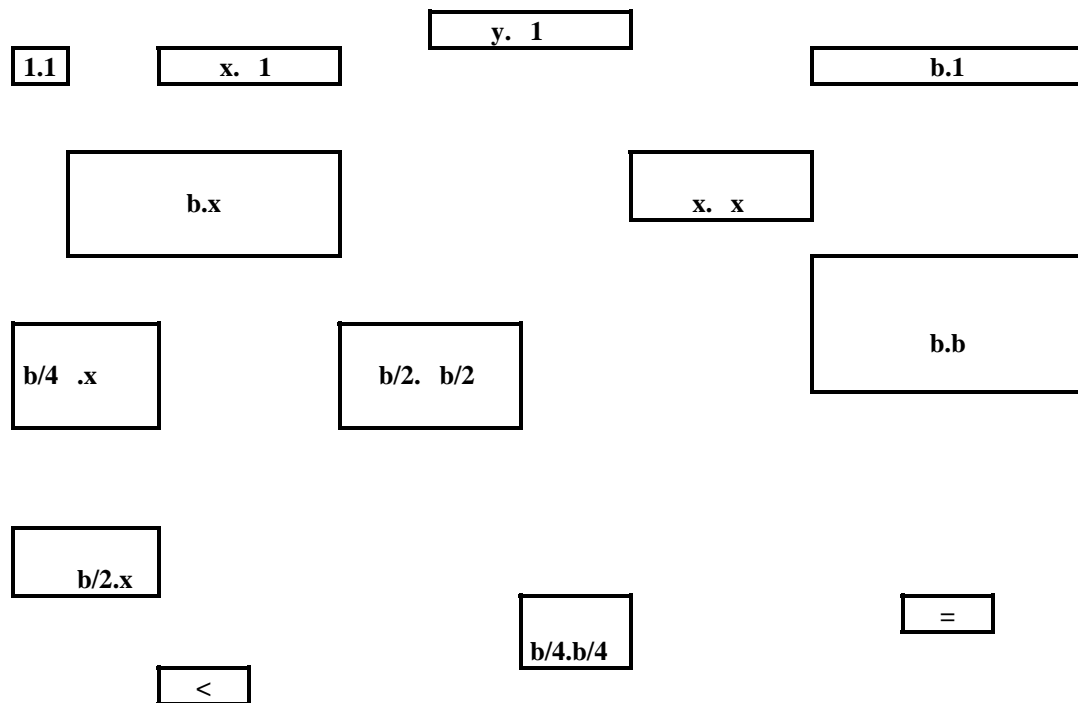 y. 1
1.1 x. 1 b.1
b.x x. x
b.b
b/4 .x b/2. b/2
b/2.x
=
b/4.b/4
<